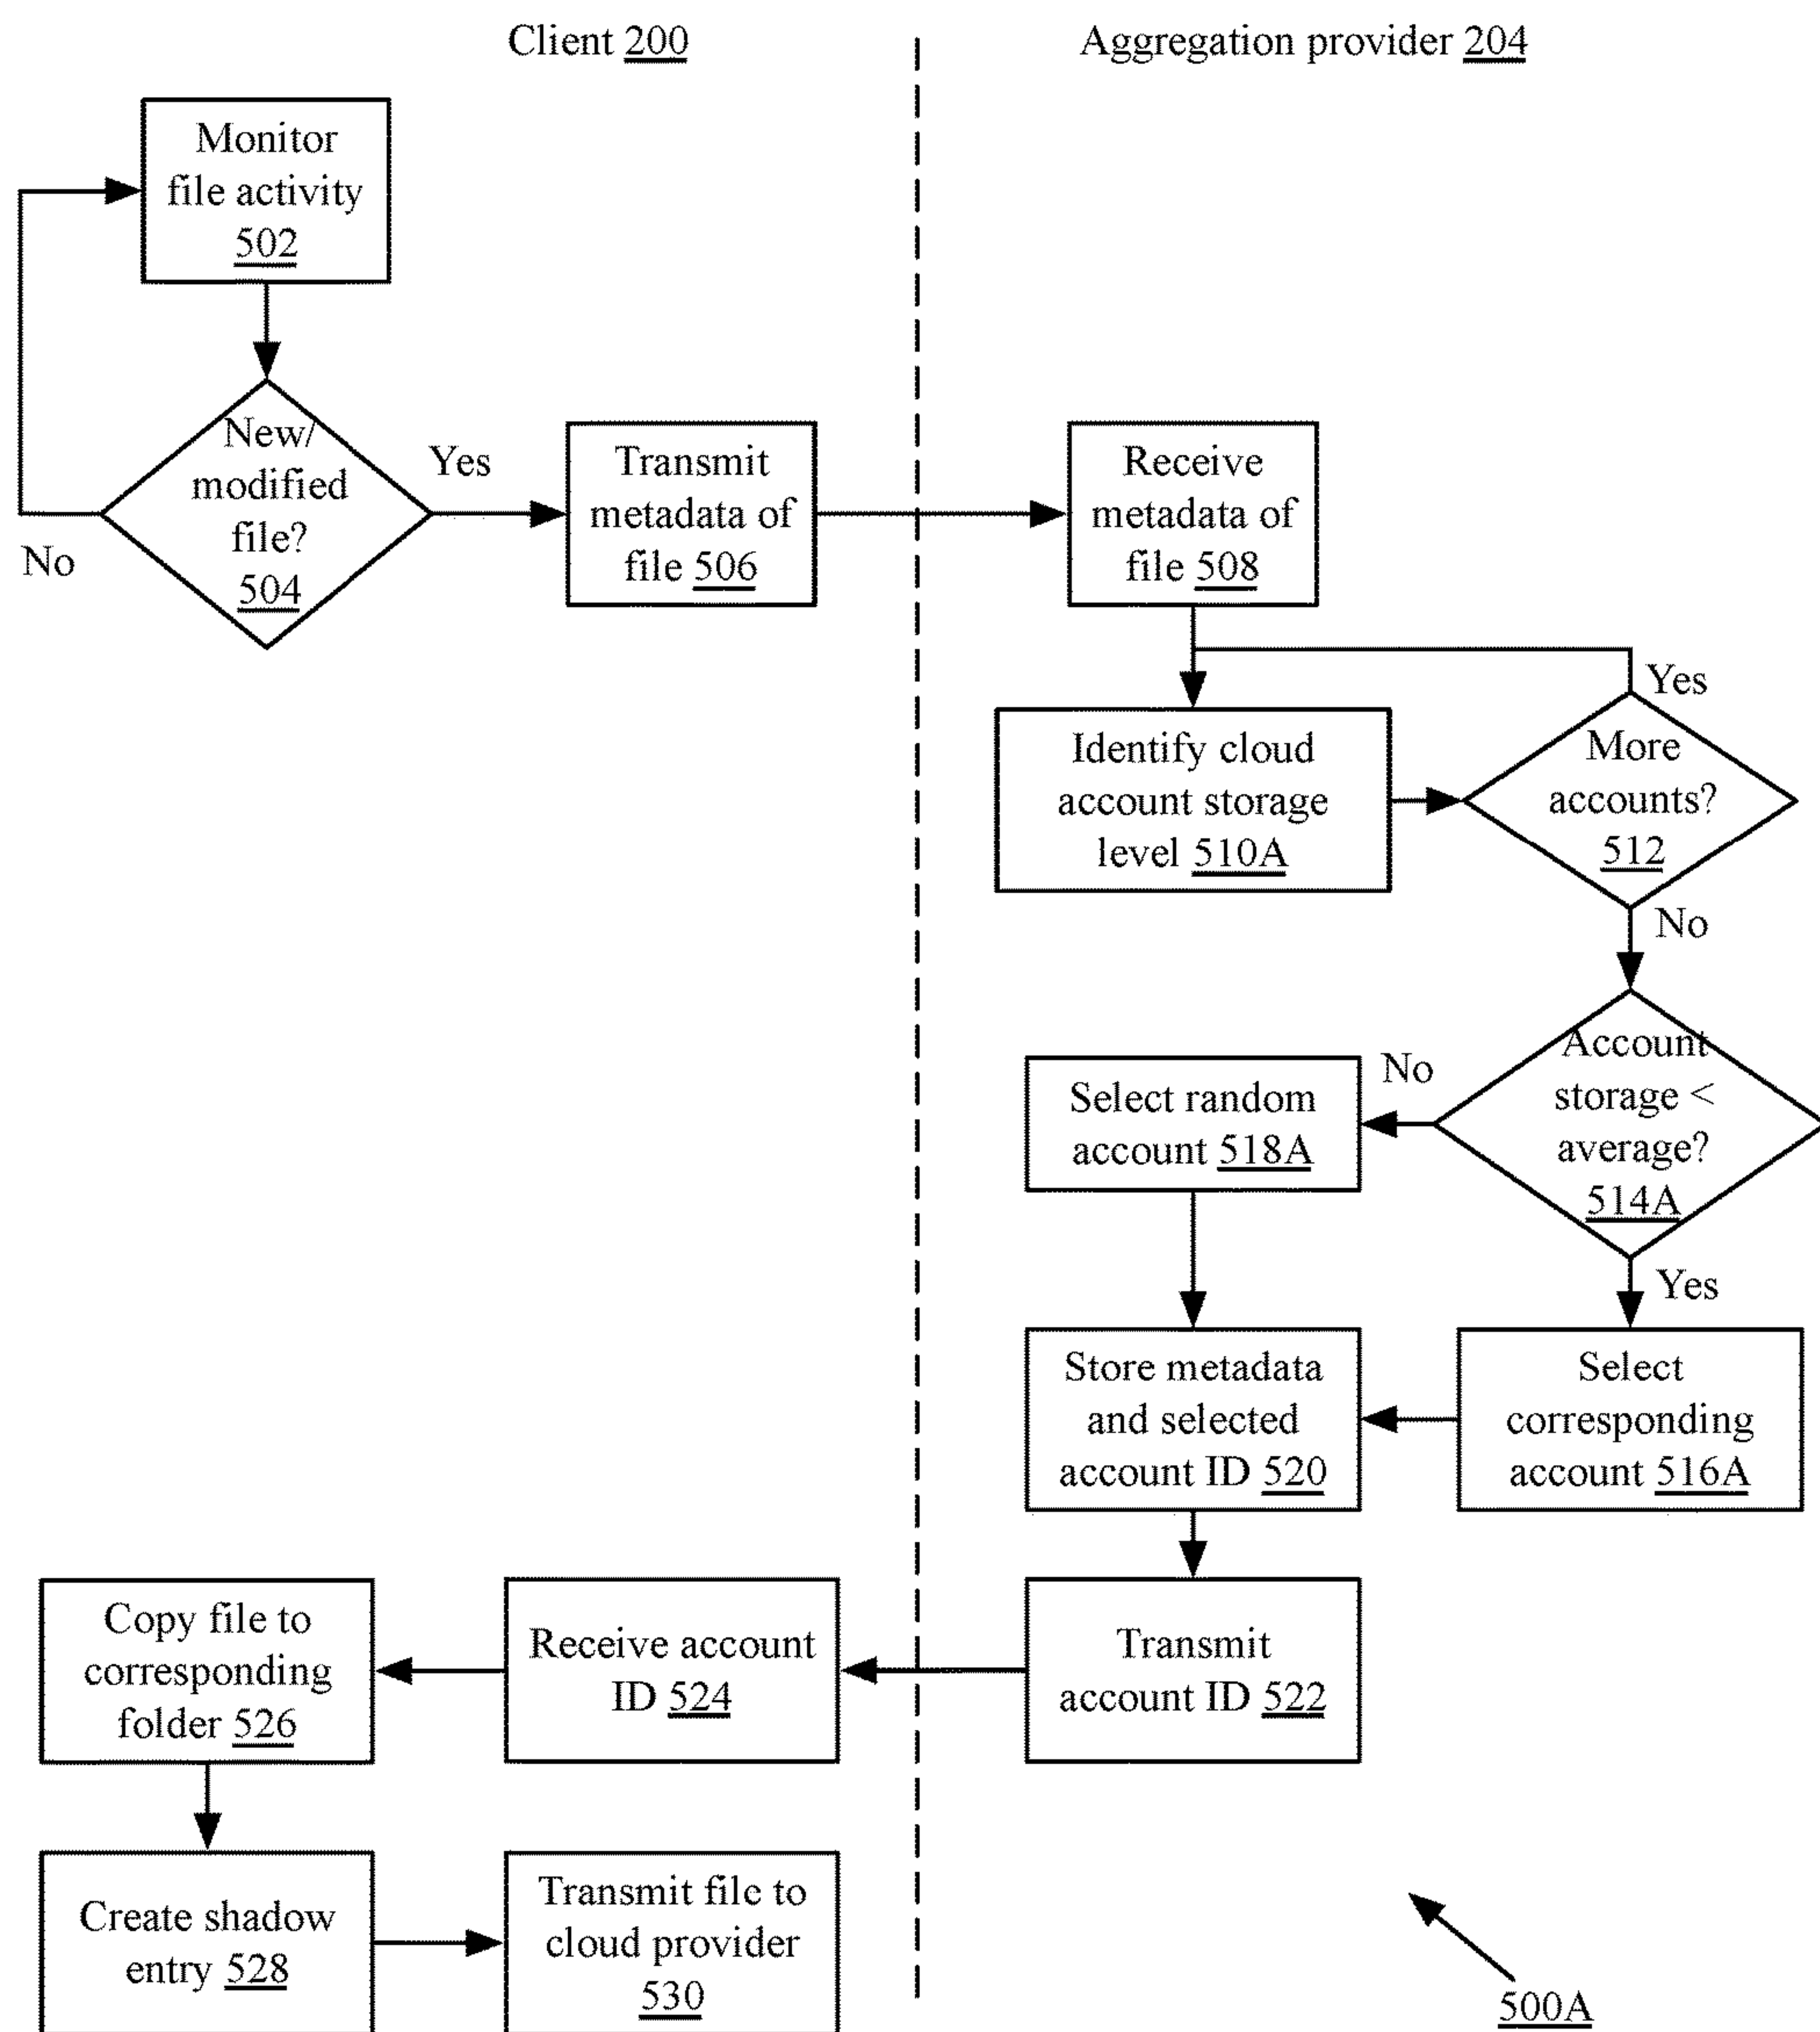 Client 200
Aggregation provider 204
Monitor
file activity
502
New/
modified
file?
504
Yes
No
Transmit
metadata of
file 506
Receive
metadata of
file 508
Identify cloud
account storage
level 510A
Yes
More
accounts?
512
No
Account
storage <
average?
514A
No
Yes
Select random
account 518A
Select
corresponding
account 516A
Store metadata
and selected
account ID 520
Transmit
account ID 522
Receive account
ID 524
Copy file to
corresponding
folder 526
Create shadow
entry 528
Transmit file to
cloud provider
530
500A